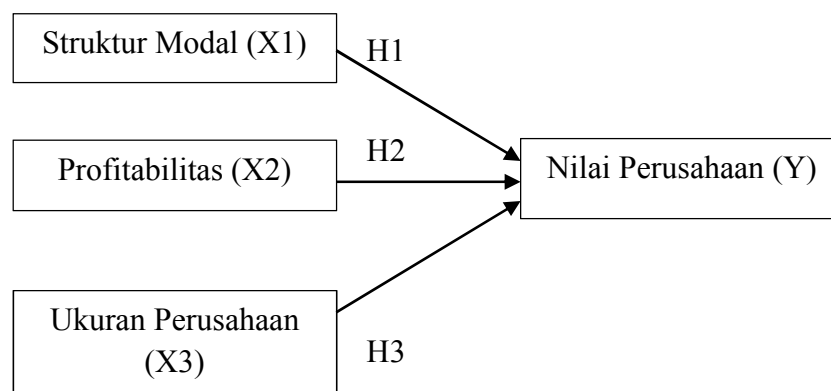 Struktur Modal (X1)
H1
Profitabilitas (X2)
H2
Nilai Perusahaan (Y)
Ukuran Perusahaan
(X3)
H3